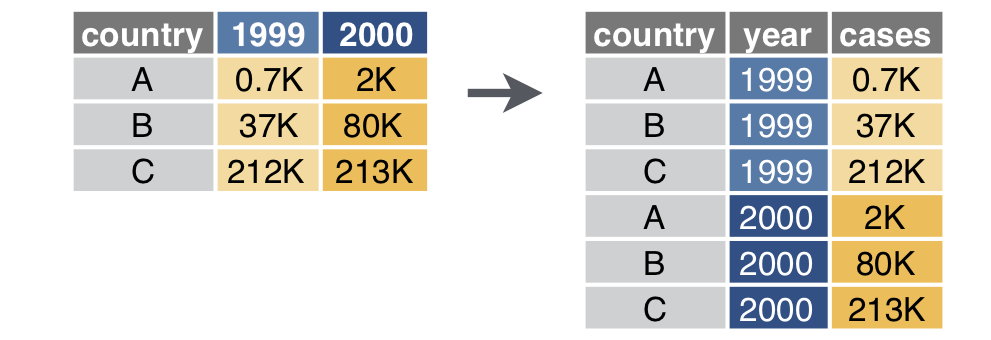 country 1999 2000
A 0.7K 2K
B 37K 80K
C 212K 213K
country year cases
A 1999 0.7K
B 1999 37K
C 1999 212K
A 2000 2K
B 2000 80K
C 2000 213K